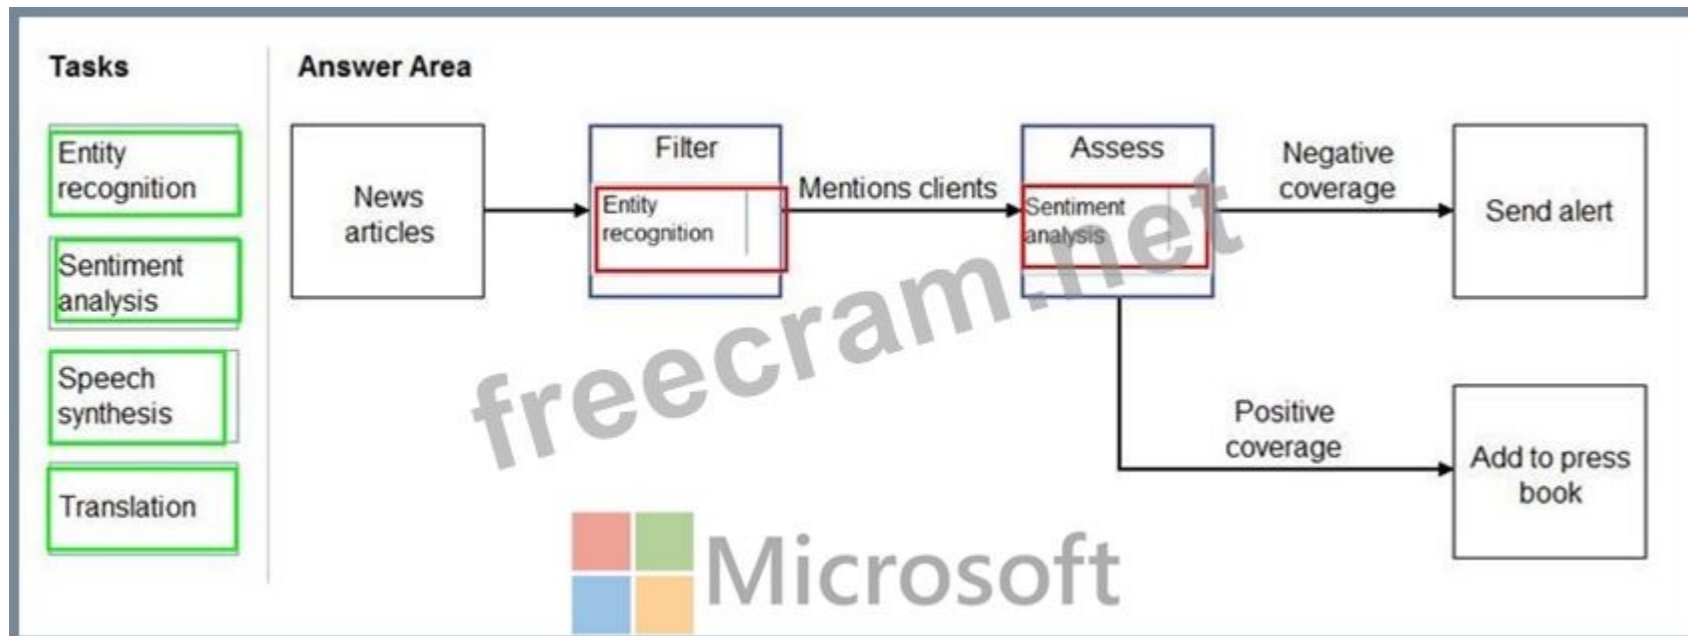 Tasks
Answer Area
Entity
recognition
Sentiment
analysis
Speech
synthesis
Translation
News
articles
Filter
Entity
recognition
Mentions clients
Assess
Sentiment
analysis
Negative
coverage
Send alert
Positive
coverage
Add to press
book
freecram.net
Microsoft